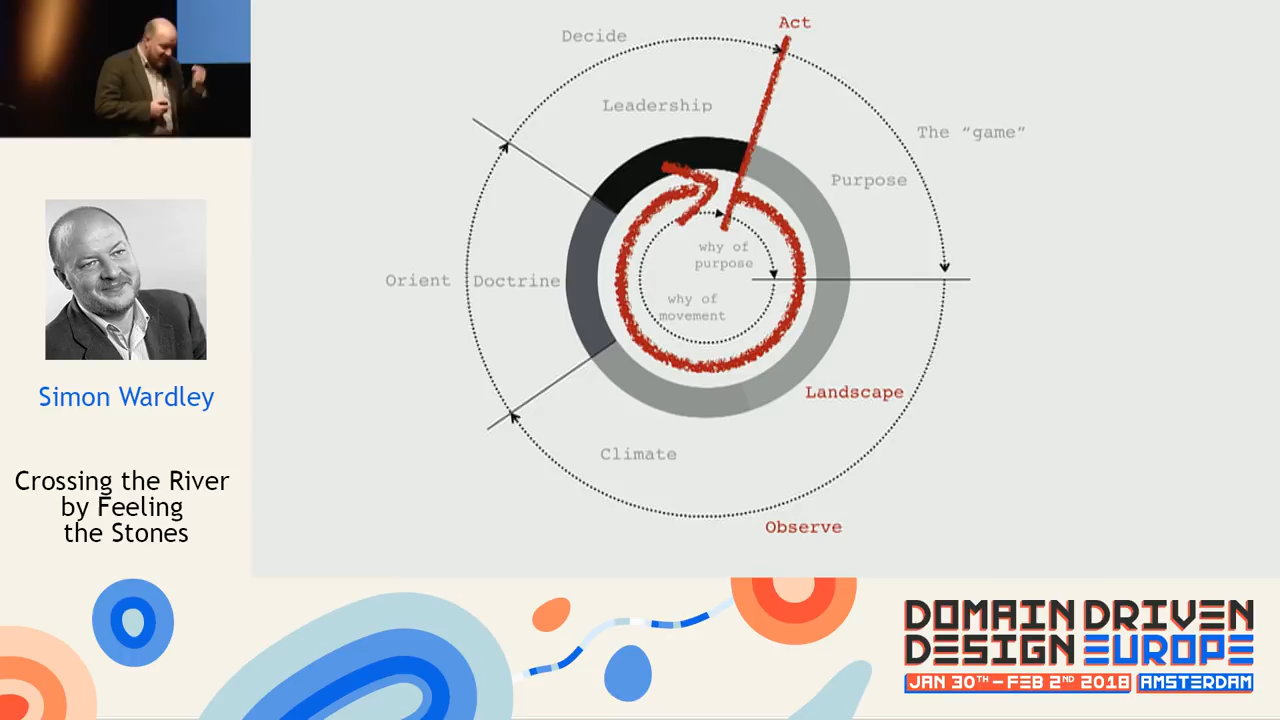 Act
Decide
Leadership
The “game”
Purpose
why of
purpose
Orient
Doctrine
why of
movement
Landscape
Climate
Observe
Simon Wardley
Crossing the River
by Feeling
the Stones
DOMAIN DRIVEN
DESIGN EUROPE
JAN 30TH – FEB 2ND 2018 AMSTERDAM